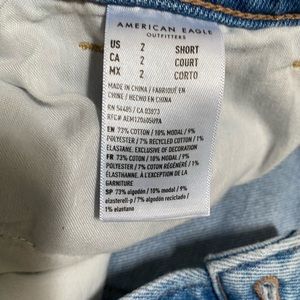 AMERICAN EAGLE
OUTFITTERS
US 2 SHORT
CA 2 COURT
MX 2 CORTO
MADE IN CHINA / FABRIQUÉ EN
CHINE / HECHO EN CHINA
RN 54485 / CA 03973
EN 73% COTTON / 10% MODAL / 9%
POLYESTER / 7% RECYCLED COTTON / 1%
ELASTANE. EXCLUSIVE OF DECORATION
FR 73% COTON / 10% MODAL / 9%
POLYESTER / 7% COTON RÉGÉNÉRÉ / 1%
ÉLASTHANNE. À L'EXCEPTION DE LA
GARNITURE
SP 73% algodón / 10% modal / 9%
elasterell-p / 7% algodón reciclado /
1% elastano